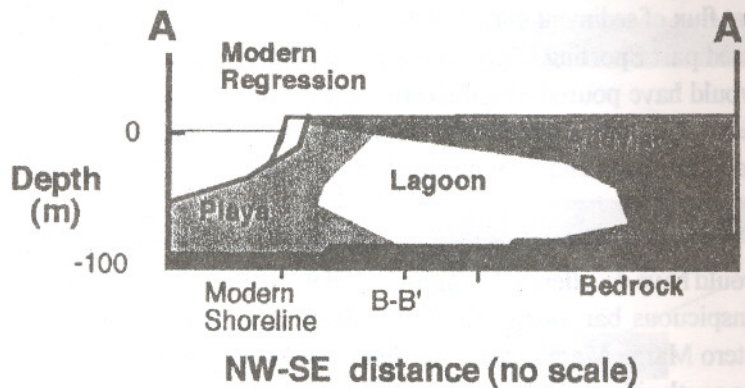 A A
Modern
Regression
0
Depth
(m)
Lagoon
Playa
-100
Modern
Shoreline
B-B'
Bedrock
NW-SE distance (no scale)